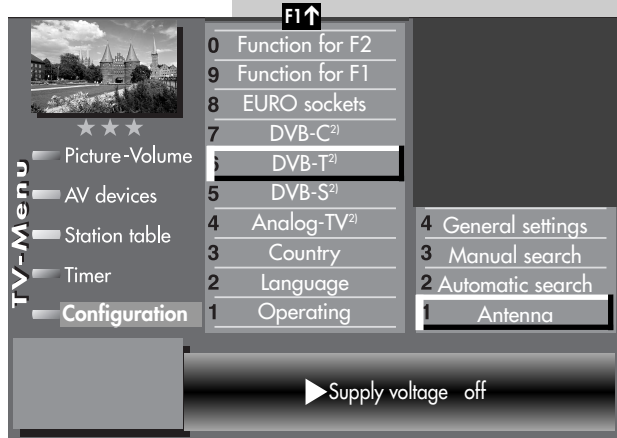 F1↑
0 Function for F2
9 Function for F1
8 EURO sockets
7 DVB-C2)
6 DVB-T2)
5 DVB-S2)
4 Analog-TV2)
3 Country
2 Language
1 Operating
TV-Menu
Picture-Volume
AV devices
Station table
Timer
Configuration
4 General settings
3 Manual search
2 Automatic search
1 Antenna
Supply voltage off